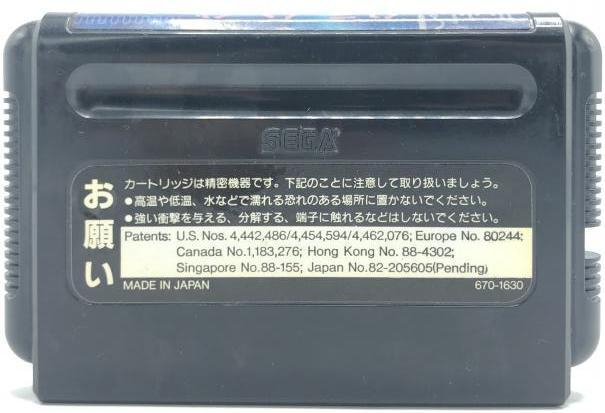 SEGA
お願い
カートリッジは精密機器です。下記のことに注意して取り扱いましょう。
●高温や低温、水などで濡れる恐れのある場所に置かないでください。
●強い衝撃を与える、分解する、端子に触れるなどはしないでください。
Patents: U.S. Nos. 4,442,486/4,454,594/4,462,076; Europe No. 80244;
Canada No.1,183,276; Hong Kong No. 88-4302;
Singapore No.88-155; Japan No.82-205605(Pending)
MADE IN JAPAN 670-1630